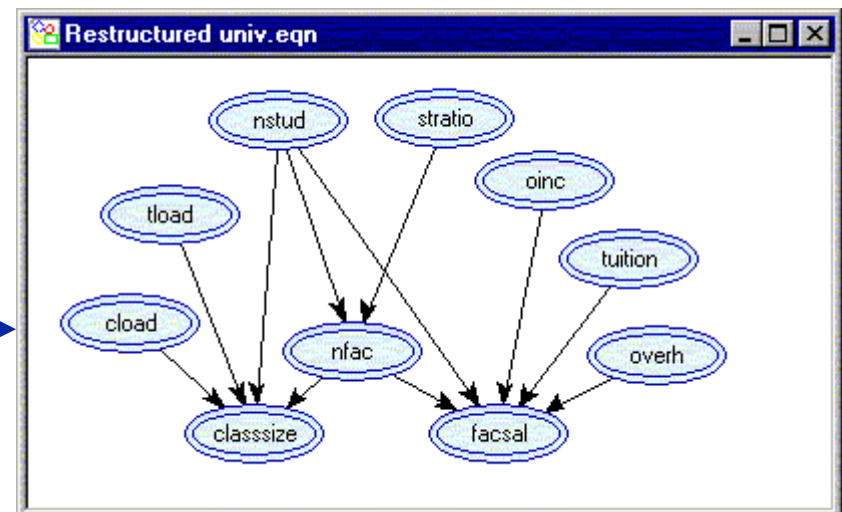 Restructured univ.eqn
nstud
stratio
oinc
tload
tuition
cload
nfac
overh
classsize
facsal